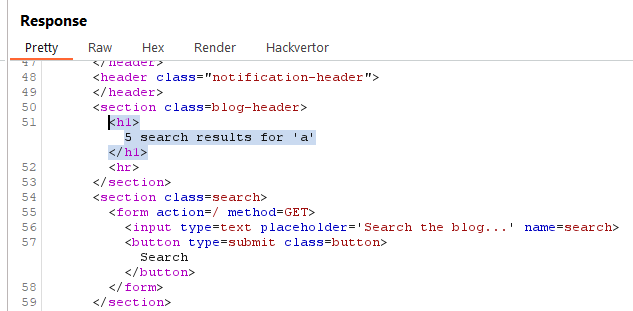 Response
Pretty Raw Hex Render Hackvertor
47 </header>
48 <header class="notification-header">
49 </header>
50 <section class=blog-header>
51 <h1>
5 search results for 'a'
</h1>
52 <hr>
53 </section>
54 <section class=search>
55 <form action=/ method=GET>
56 <input type=text placeholder='Search the blog...' name=search>
57 <button type=submit class=button>
Search
</button>
58 </form>
59 </section>